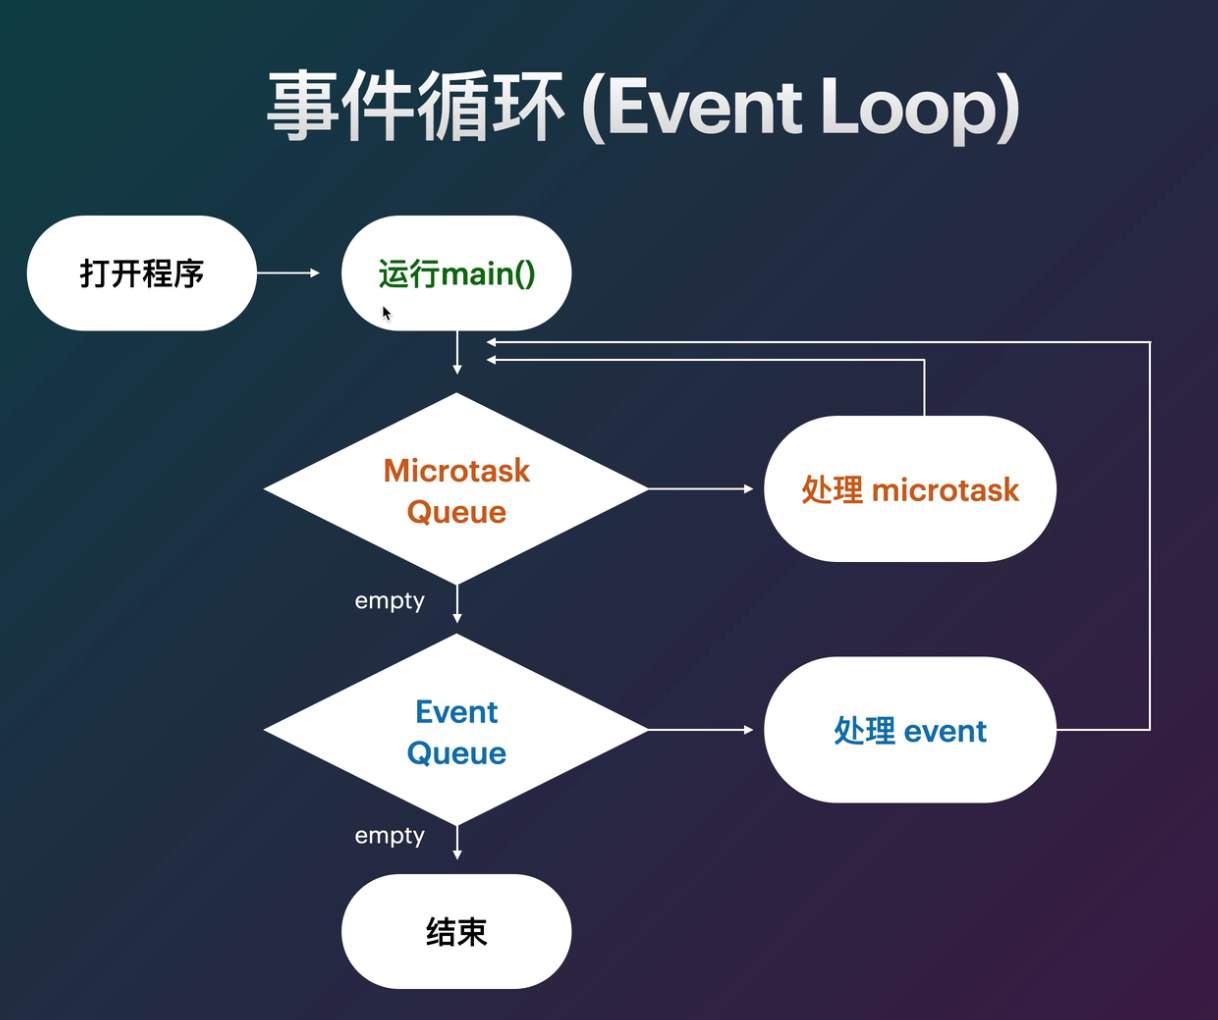 事件循环 (Event Loop)
打开程序
运行main()
Microtask
Queue
处理 microtask
empty
Event
Queue
处理 event
empty
结束